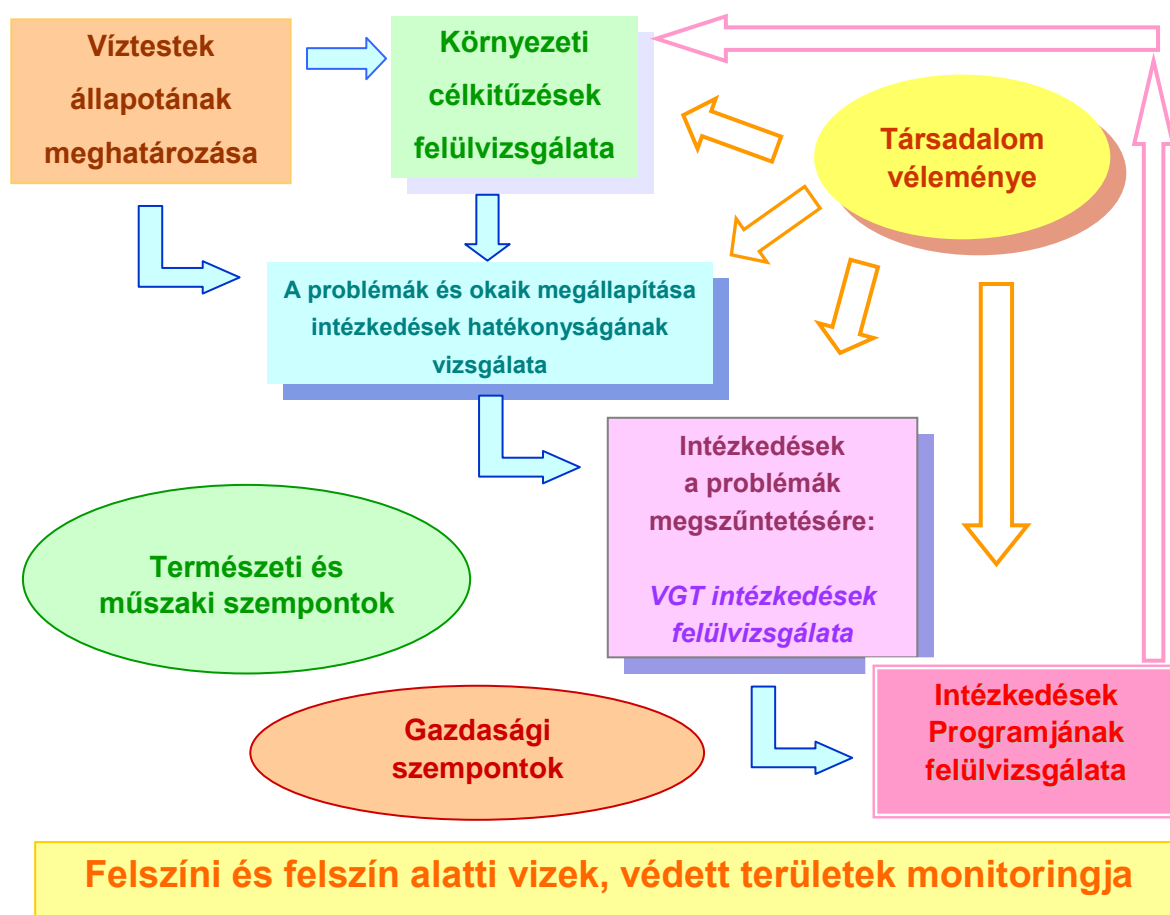 Víztestek
állapotának
meghatározása
Környezeti
célkitűzések
felülvizsgálata
Társadalom
véleménye
A problémák és okaik megállapítása
intézkedések hatékonyságának
vizsgálata
Intézkedések
a problémák
megszűntetésére:
VGT intézkedések
felülvizsgálata
Természeti és
műszaki szempontok
Gazdasági
szempontok
Intézkedések
Programjának
felülvizsgálata
Felszíni és felszín alatti vizek, védett területek monitoringja